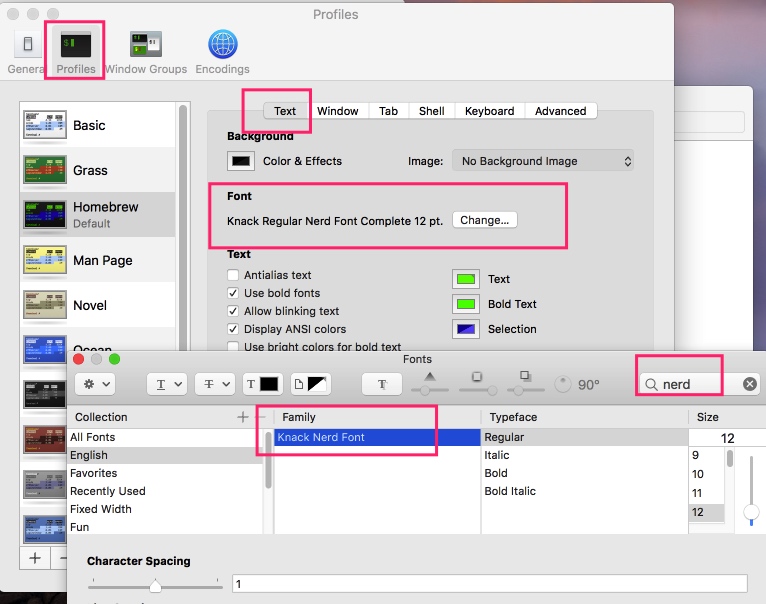 Profiles
General
Profiles
Window Groups
Encodings
Text
Window
Tab
Shell
Keyboard
Advanced
Basic
Grass
Homebrew
Default
Man Page
Novel
Ocean
Background
Color & Effects
Image:
No Background Image
Font
Knack Regular Nerd Font Complete 12 pt.
Change...
Text
Antialias text
Use bold fonts
Allow blinking text
Display ANSI colors
Use bright colors for bold text
Text
Bold Text
Selection
Fonts
90°
nerd
Collection
Family
Typeface
Size
All Fonts
English
Favorites
Recently Used
Fixed Width
Fun
Knack Nerd Font
Regular
Italic
Bold
Bold Italic
12
9
10
11
12
Character Spacing
1